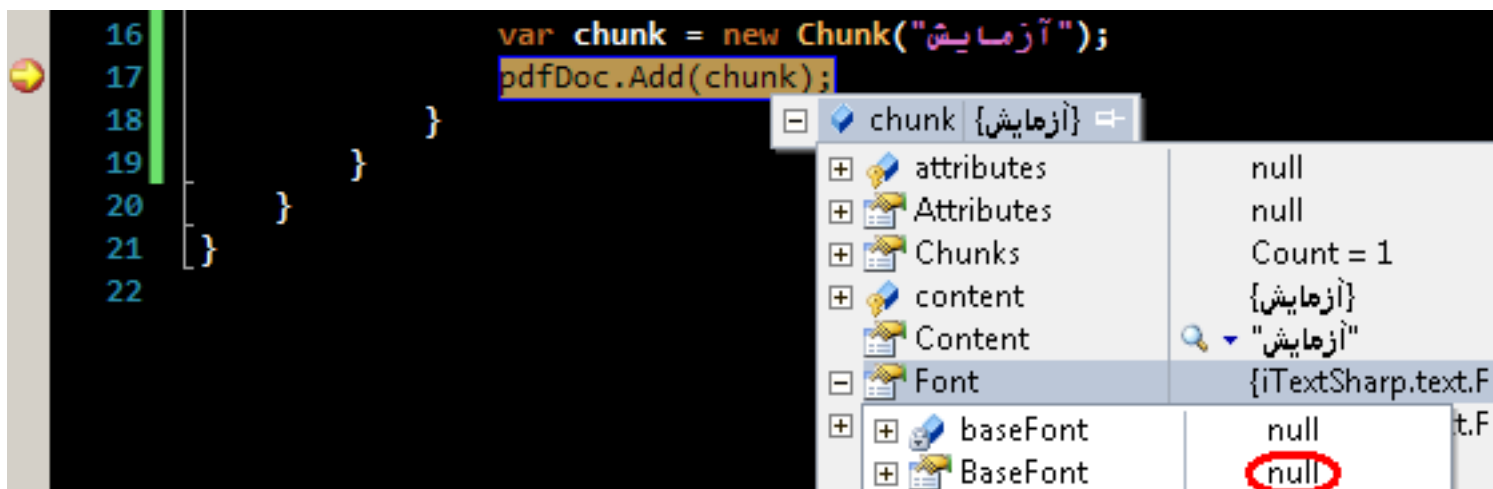 16 var chunk = new Chunk("آزمایش");
17 pdfDoc.Add(chunk);
18 }
chunk {آزمایش}
19 }
attributes null
20 }
Attributes null
21 }
Chunks Count = 1
22
content {آزمایش}
Content "آزمایش"
Font {iTextSharp.text.F
baseFont null
t.F
BaseFont null